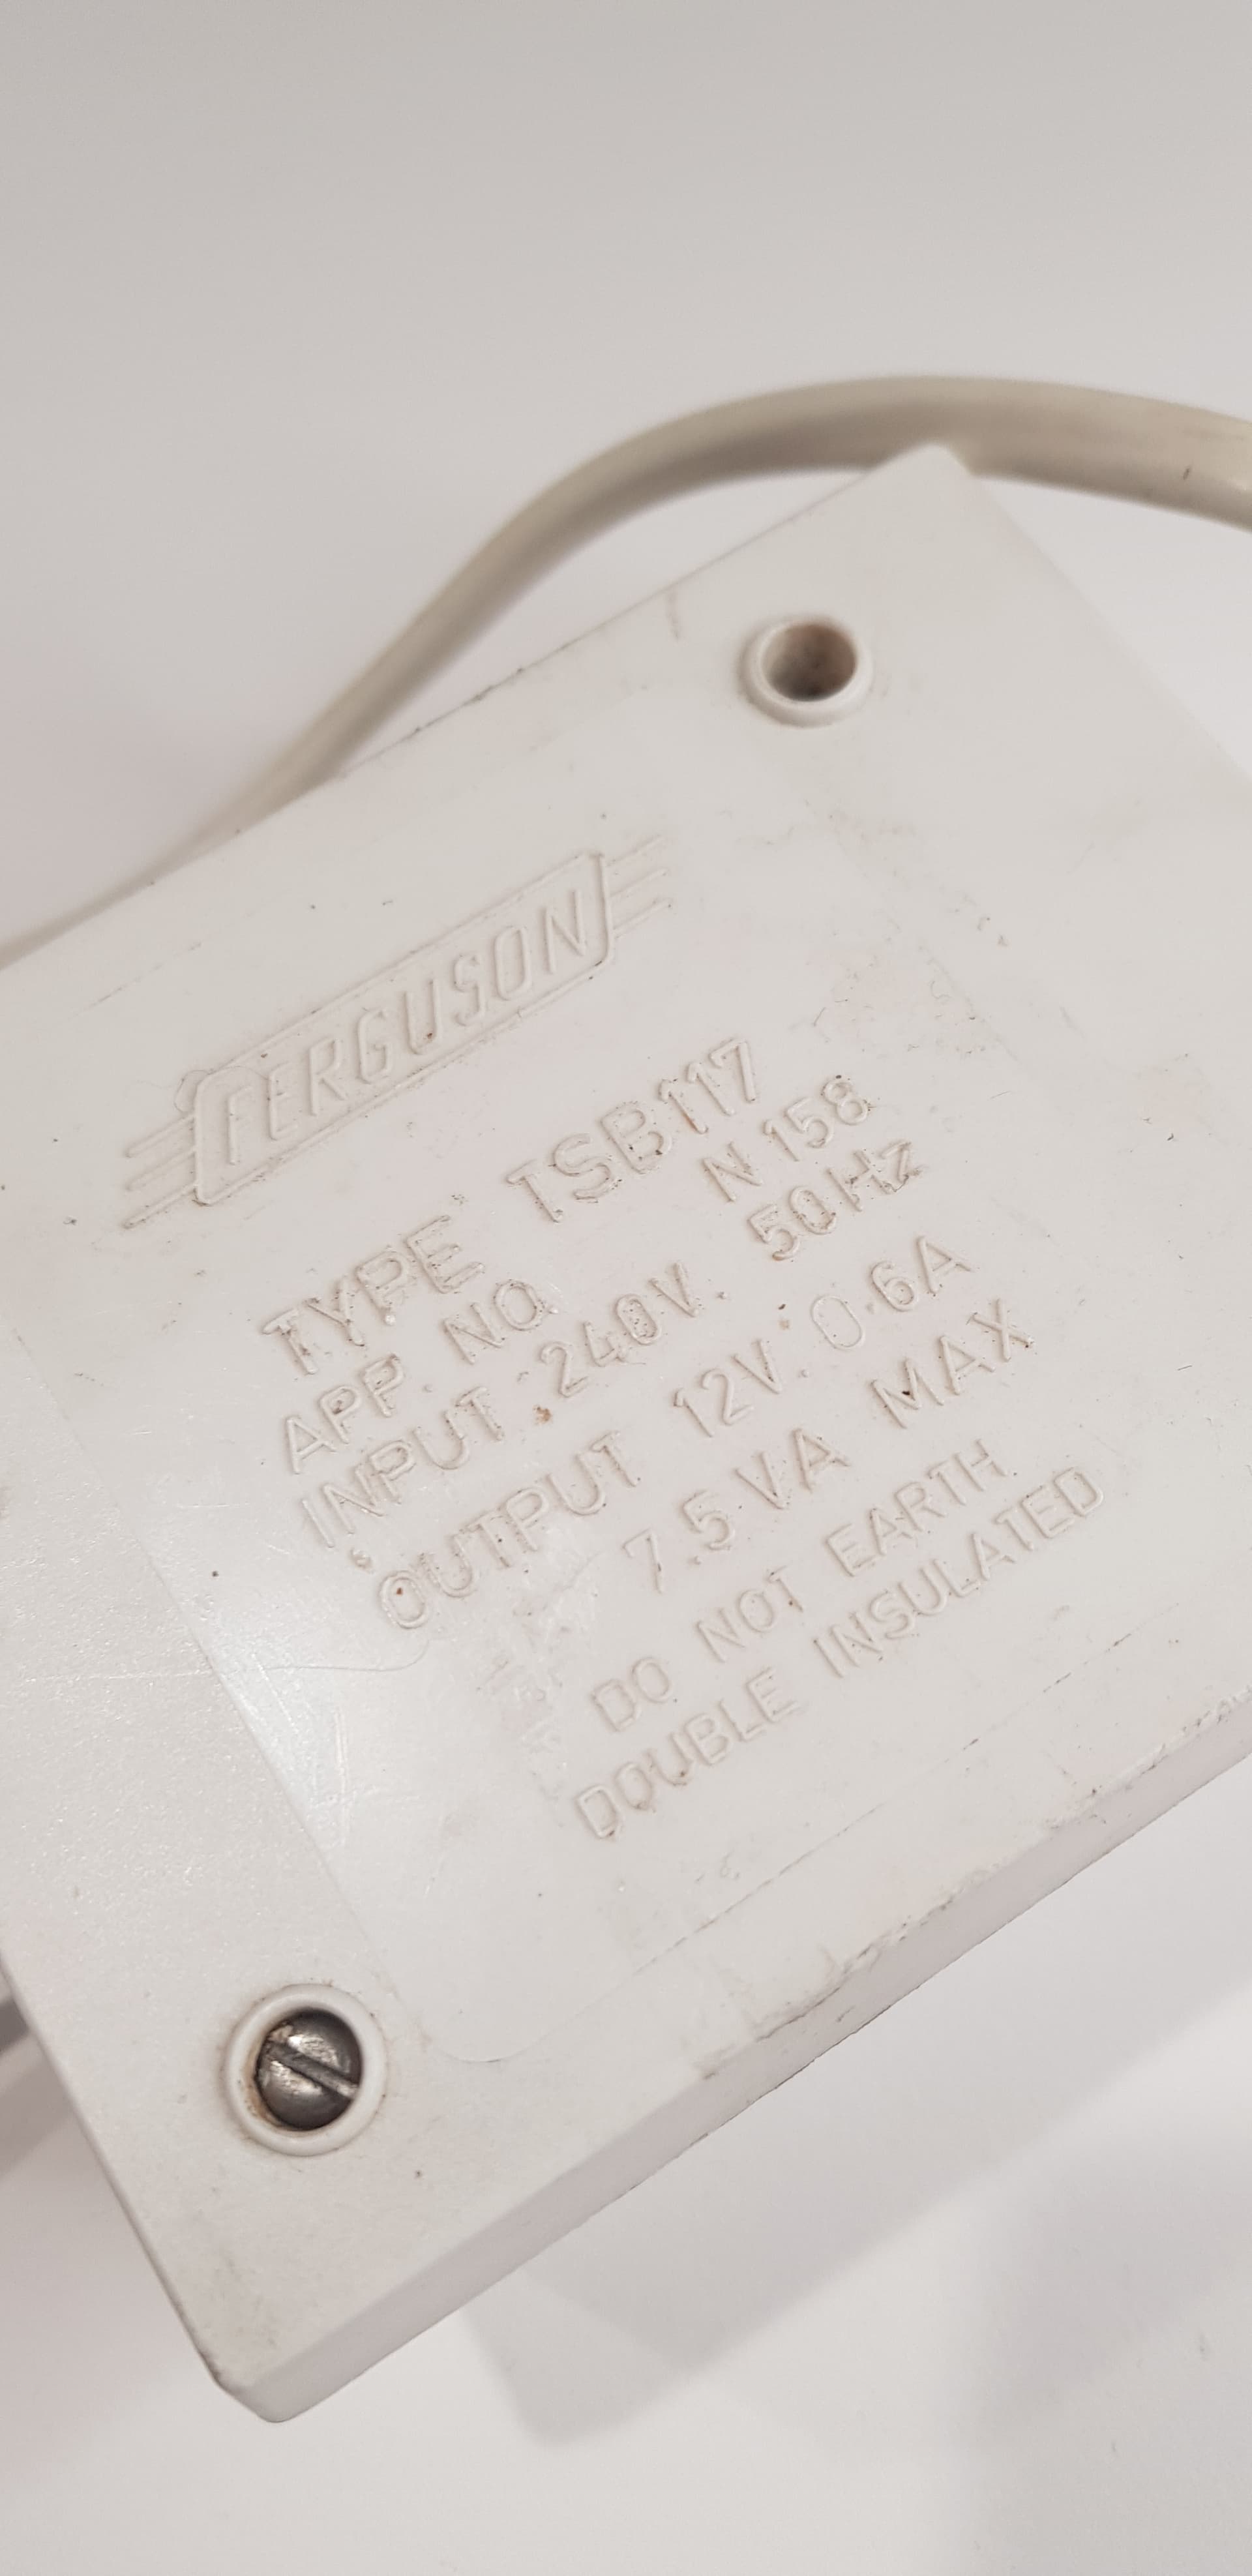 FERGUSON
TYPE TSB117
APP. NO. N 158
INPUT 240V. 50Hz
OUTPUT 12V. 0.6A
7.5 VA MAX
DO NOT EARTH
DOUBLE INSULATED